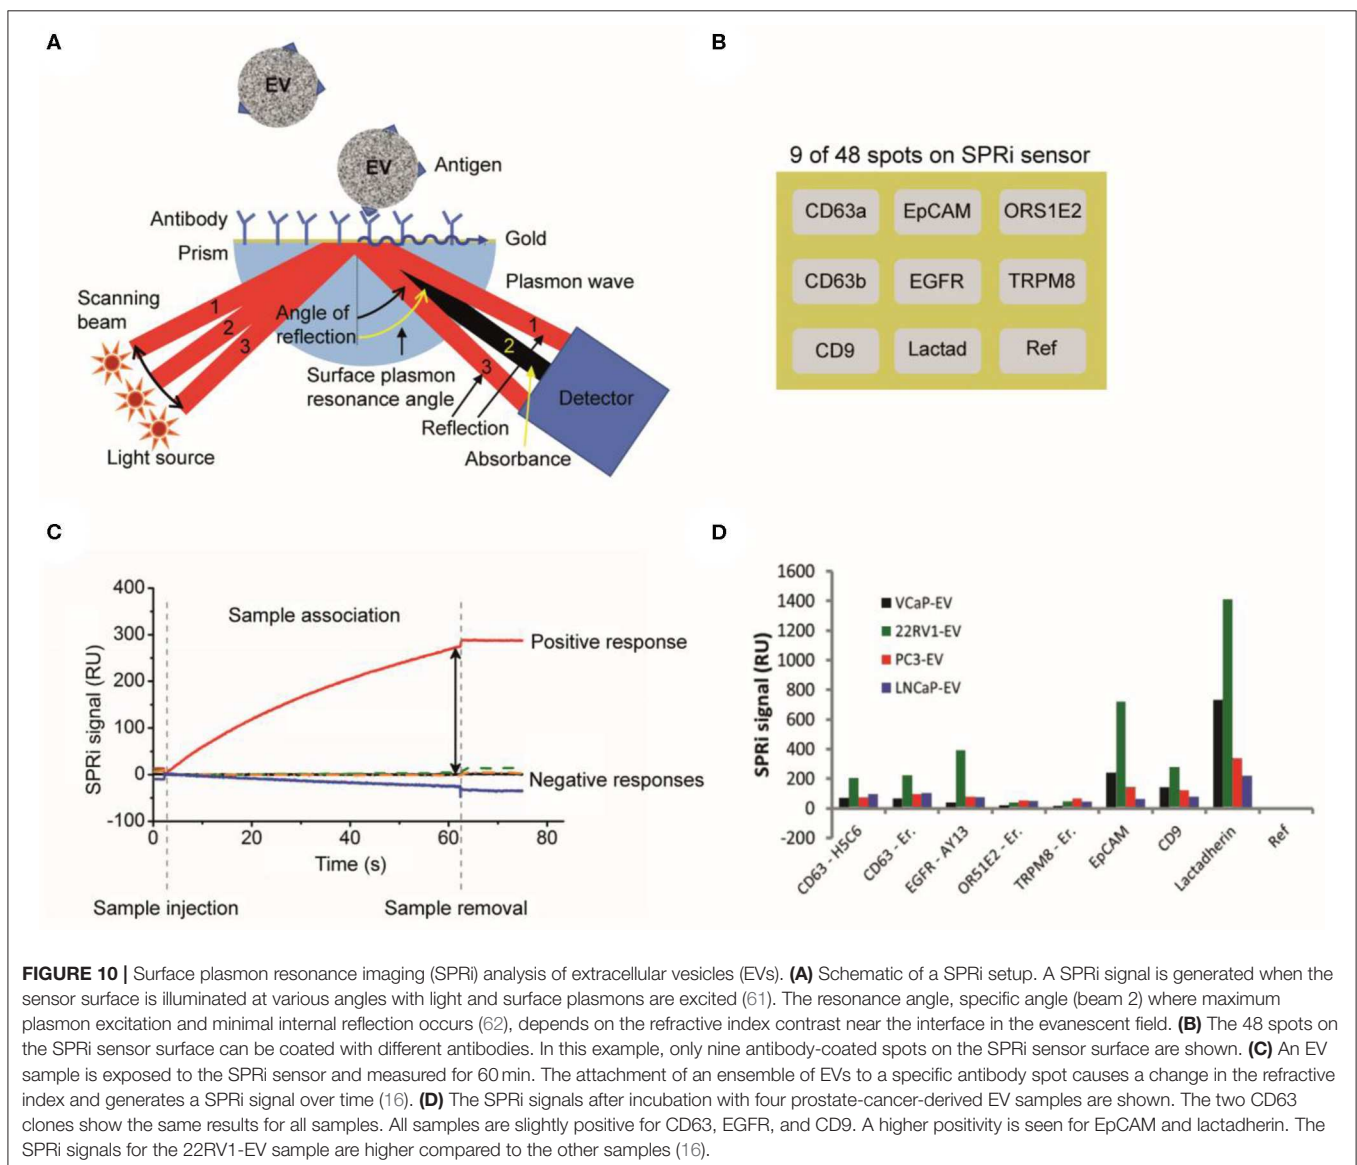 A
EV
EV
Antigen
Antibody
Prism
Gold
Plasmon wave
Scanning
beam
1
2
3
Angle of
reflection
1
2
3
Surface plasmon
resonance angle
Detector
Reflection
Absorbance
Light source
B
9 of 48 spots on SPRi sensor
CD63a EpCAM ORS1E2
CD63b EGFR TRPM8
CD9 Lactad Ref
C
SPRi signal (RU)
400
300
200
100
0
-100
Sample association
Positive response
Negative responses
0 20 40 60 80
Time (s)
Sample injection
Sample removal
D
SPRi signal (RU)
1600
1400
1200
1000
800
600
400
200
0
-200
VCaP-EV
22RV1-EV
PC3-EV
LNCaP-EV
CD63 - H5C6
CD63 - Er.
EGFR - AY13
OR51E2 - Er.
TRPM8 - Er.
EpCAM
CD9
Lactadherin
Ref
FIGURE 10 | Surface plasmon resonance imaging (SPRi) analysis of extracellular vesicles (EVs). (A) Schematic of a SPRi setup. A SPRi signal is generated when the
sensor surface is illuminated at various angles with light and surface plasmons are excited (61). The resonance angle, specific angle (beam 2) where maximum
plasmon excitation and minimal internal reflection occurs (62), depends on the refractive index contrast near the interface in the evanescent field. (B) The 48 spots on
the SPRi sensor surface can be coated with different antibodies. In this example, only nine antibody-coated spots on the SPRi sensor surface are shown. (C) An EV
sample is exposed to the SPRi sensor and measured for 60 min. The attachment of an ensemble of EVs to a specific antibody spot causes a change in the refractive
index and generates a SPRi signal over time (16). (D) The SPRi signals after incubation with four prostate-cancer-derived EV samples are shown. The two CD63
clones show the same results for all samples. All samples are slightly positive for CD63, EGFR, and CD9. A higher positivity is seen for EpCAM and lactadherin. The
SPRi signals for the 22RV1-EV sample are higher compared to the other samples (16).